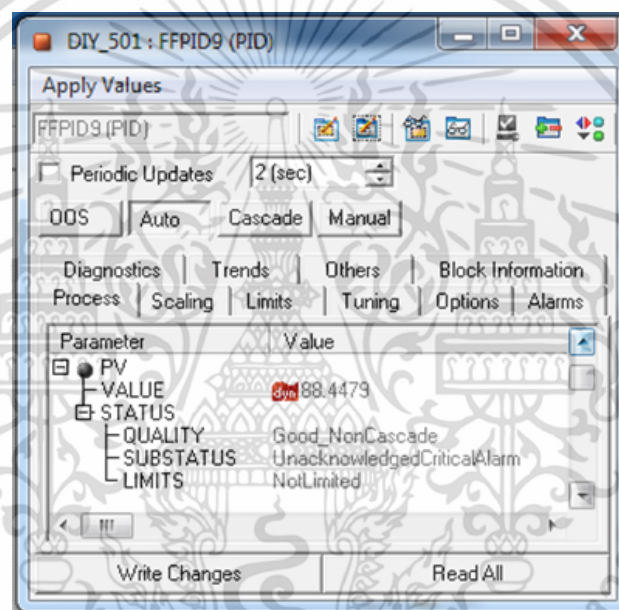 DIY_501 : FFPID9 (PID)
Apply Values
FFPID9 (PID)
Periodic Updates 2 (sec)
OOS Auto Cascade Manual
Diagnostics Trends Others Block Information
Process Scaling Limits Tuning Options Alarms
Parameter Value
PV
VALUE dyn 88.4479
STATUS
QUALITY Good_NonCascade
SUBSTATUS UnacknowledgedCriticalAlarm
LIMITS NotLimited
Write Changes Read All